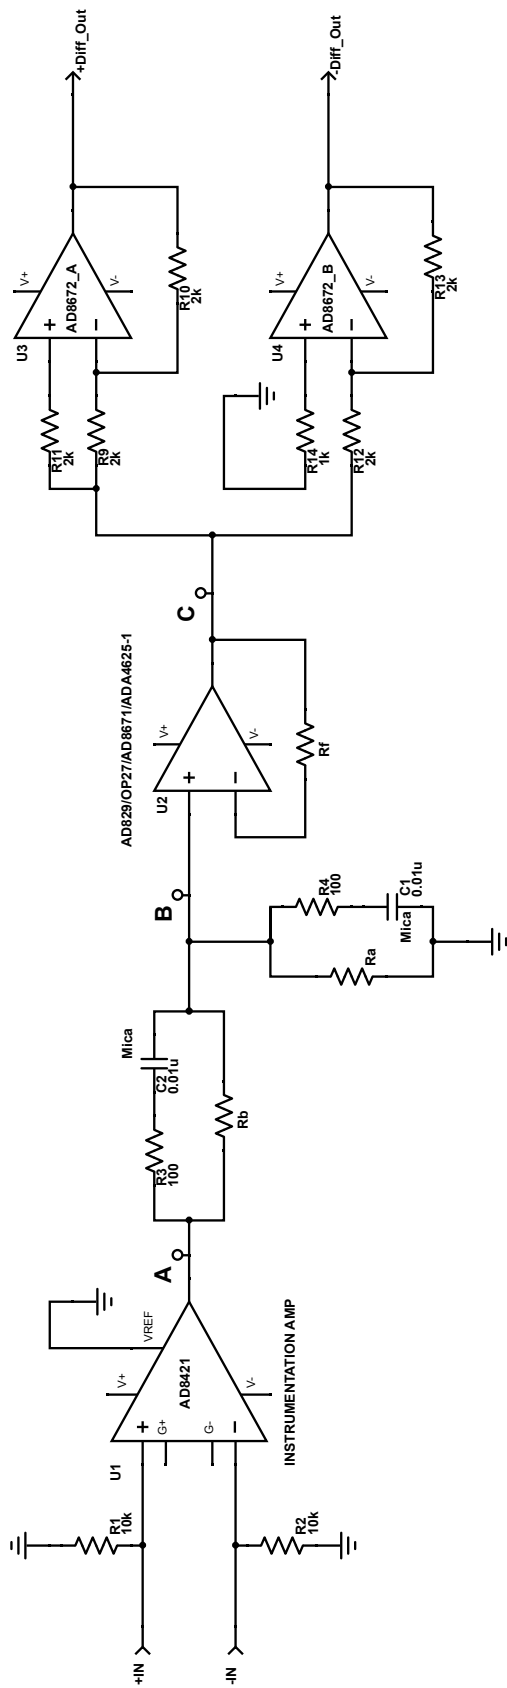 +IN
-IN
R1
10k
R2
10k
U1
+
G+
G-
−
V+
V-
AD8421
VREF
INSTRUMENTATION AMP
A
R3
100
C2
0.01u
Mica
Rb
B
Ra
R4
100
C1
0.01u
Mica
AD829/OP27/AD8671/ADA4625-1
U2
+
−
V+
V-
Rf
C
R11
2k
R9
2k
U3
+
−
V+
V-
AD8672_A
R10
2k
+Diff_Out
R14
1k
R12
2k
U4
+
−
V+
V-
AD8672_B
R13
2k
-Diff_Out